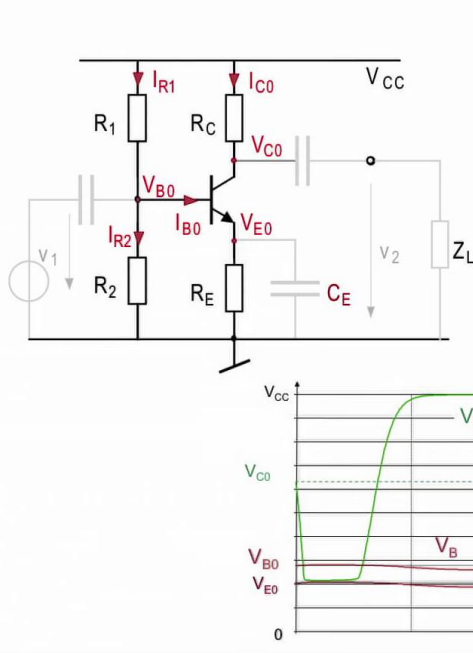 I_R1
I_C0
V_CC
R_1
R_C
V_C0
V_B0
I_B0
V_E0
I_R2
v_1
v_2
Z_L
R_2
R_E
C_E
V_CC
V
V_C0
V_B
V_B0
V_E0
0